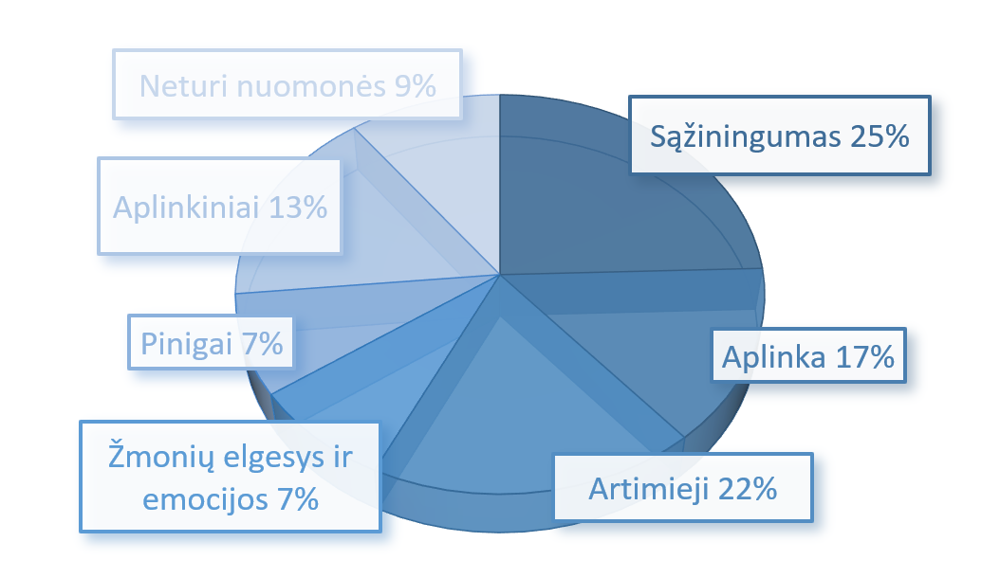 Neturi nuomonės 9%
Sąžiningumas 25%
Aplinkiniai 13%
Pinigai 7%
Aplinka 17%
Žmonių elgesys ir
emocijos 7%
Artimieji 22%